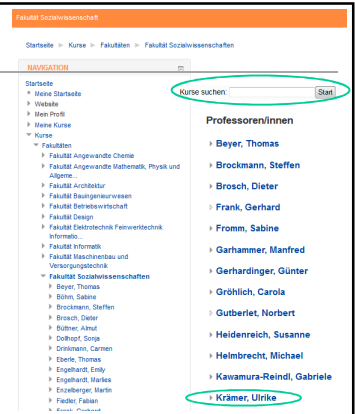 Fakultät Sozialwissenschaft
Startseite Kurse Fakultäten Fakultät Sozialwissenschaften
NAVIGATION
Startseite
Meine Startseite
Website
Mein Profil
Meine Kurse
Kurse
Fakultäten
Fakultät Angewandte Chemie
Fakultät Angewandte Mathematik, Physik und
Allgeme...
Fakultät Architektur
Fakultät Bauingenieurwesen
Fakultät Betriebswirtschaft
Fakultät Design
Fakultät Elektrotechnik Feinwerktechnik
Informatio...
Fakultät Informatik
Fakultät Maschinenbau und
Versorgungstechnik
Fakultät Sozialwissenschaften
Beyer, Thomas
Böhm, Sabine
Brockmann, Steffen
Brosch, Dieter
Büttner, Almut
Dollhopf, Sonja
Drinkmann, Carmen
Eberle, Thomas
Engelhardt, Emily
Engelhardt, Marlies
Enzelberger, Martin
Fiedler, Fabian
Frank, Gerhard
Kurse suchen: Start
Professoren/innen
Beyer, Thomas
Brockmann, Steffen
Brosch, Dieter
Frank, Gerhard
Fromm, Sabine
Garhammer, Manfred
Gerhardinger, Günter
Gröhlich, Carola
Gutberlet, Norbert
Heidenreich, Susanne
Helmbrecht, Michael
Kawamura-Reindl, Gabriele
Krämer, Ulrike